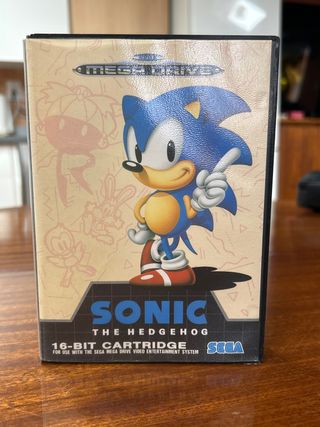 SEGA
MEGA DRIVE
SONIC
THE HEDGEHOG
16-BIT CARTRIDGE
FOR USE WITH THE SEGA MEGA DRIVE VIDEO ENTERTAINMENT SYSTEM
SEGA